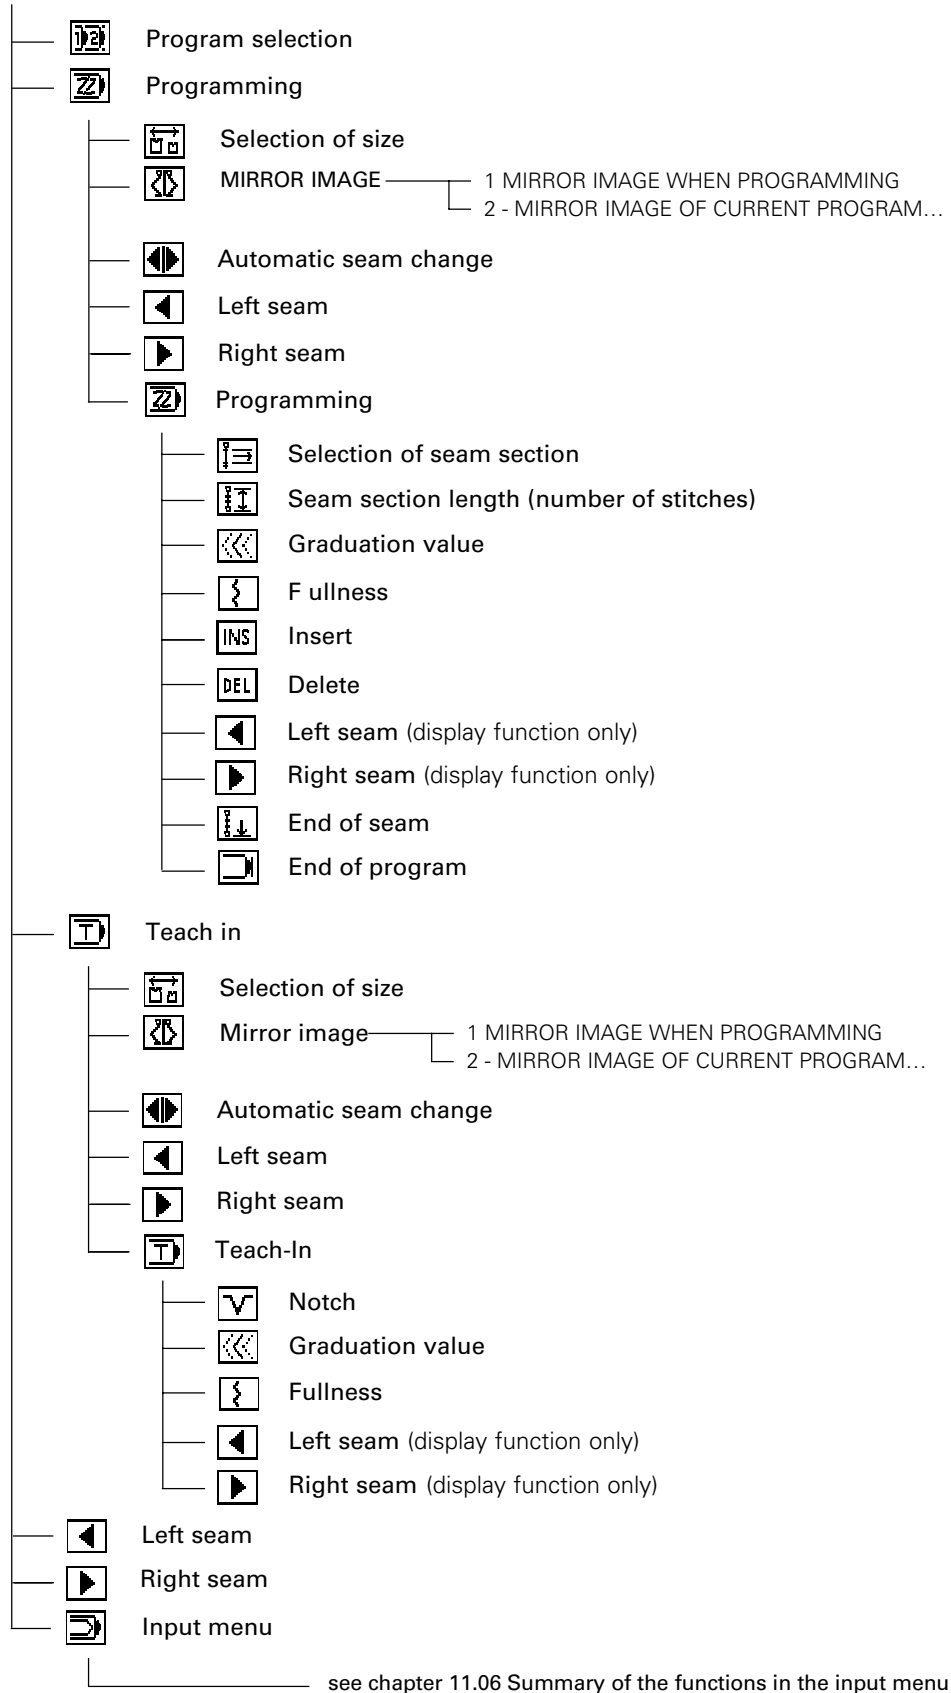 Program selection
Programming
Selection of size
MIRROR IMAGE 1 MIRROR IMAGE WHEN PROGRAMMING
2 - MIRROR IMAGE OF CURRENT PROGRAM…
Automatic seam change
Left seam
Right seam
Programming
Selection of seam section
Seam section length (number of stitches)
Graduation value
F ullness
INS Insert
DEL Delete
Left seam (display function only)
Right seam (display function only)
End of seam
End of program
T Teach in
Selection of size
Mirror image 1 MIRROR IMAGE WHEN PROGRAMMING
2 - MIRROR IMAGE OF CURRENT PROGRAM…
Automatic seam change
Left seam
Right seam
T Teach-In
Notch
Graduation value
Fullness
Left seam (display function only)
Right seam (display function only)
Left seam
Right seam
Input menu
see chapter 11.06 Summary of the functions in the input menu